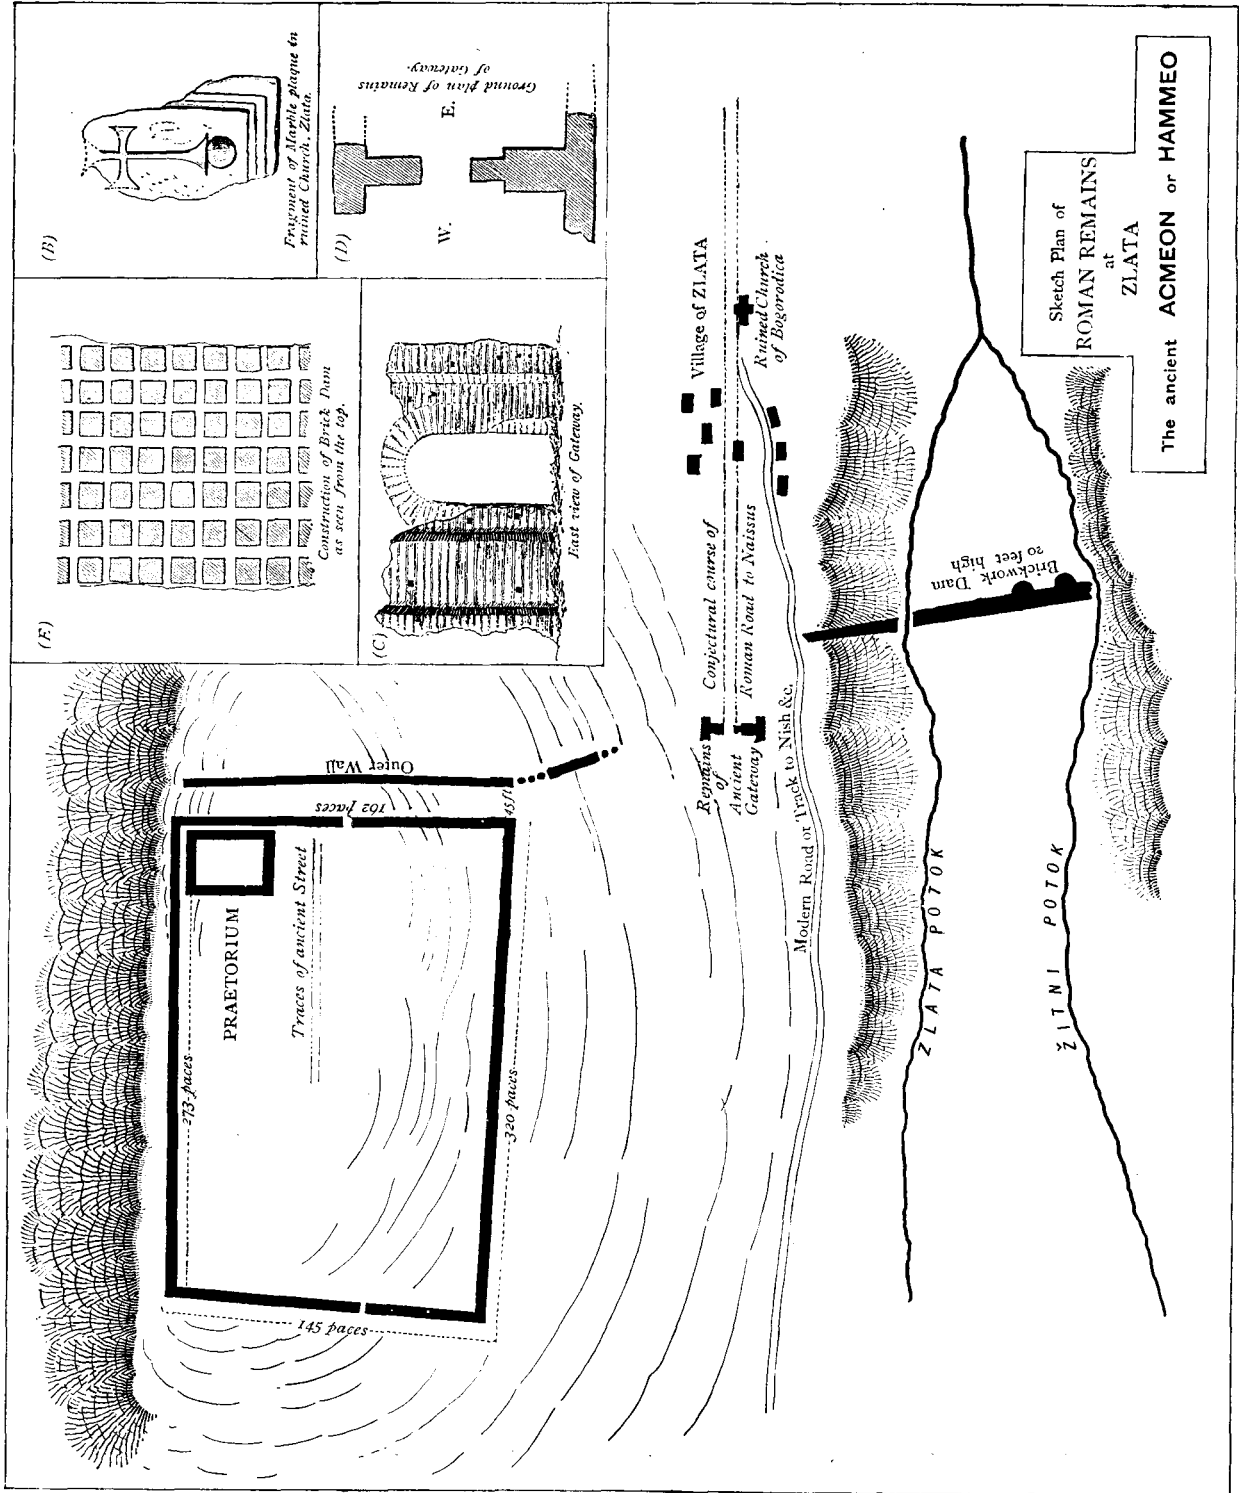 Sketch Plan of
ROMAN REMAINS
at
ZLATA
The ancient ACMEON or HAMMEO
(B)
Fragment of Marble plaque in
ruined Church, Zlata.
(D)
W.
E.
Ground plan of Remains
of Gateway.
(E)
Construction of Brick Dam
as seen from the top.
(C)
East view of Gateway.
Outer Wall
162 paces
45 ft
273 paces
PRAETORIUM
Traces of ancient Street
320 paces
145 paces
Village of ZLATA
Ruined Church
of Bogorodica
Conjectural course of
Roman Road to Naissus
Remains
of
Ancient
Gateway
Modern Road or Track to Nish &c.
Brickwork Dam
20 feet high
ZLATA POTOK
ŽITNI POTOK